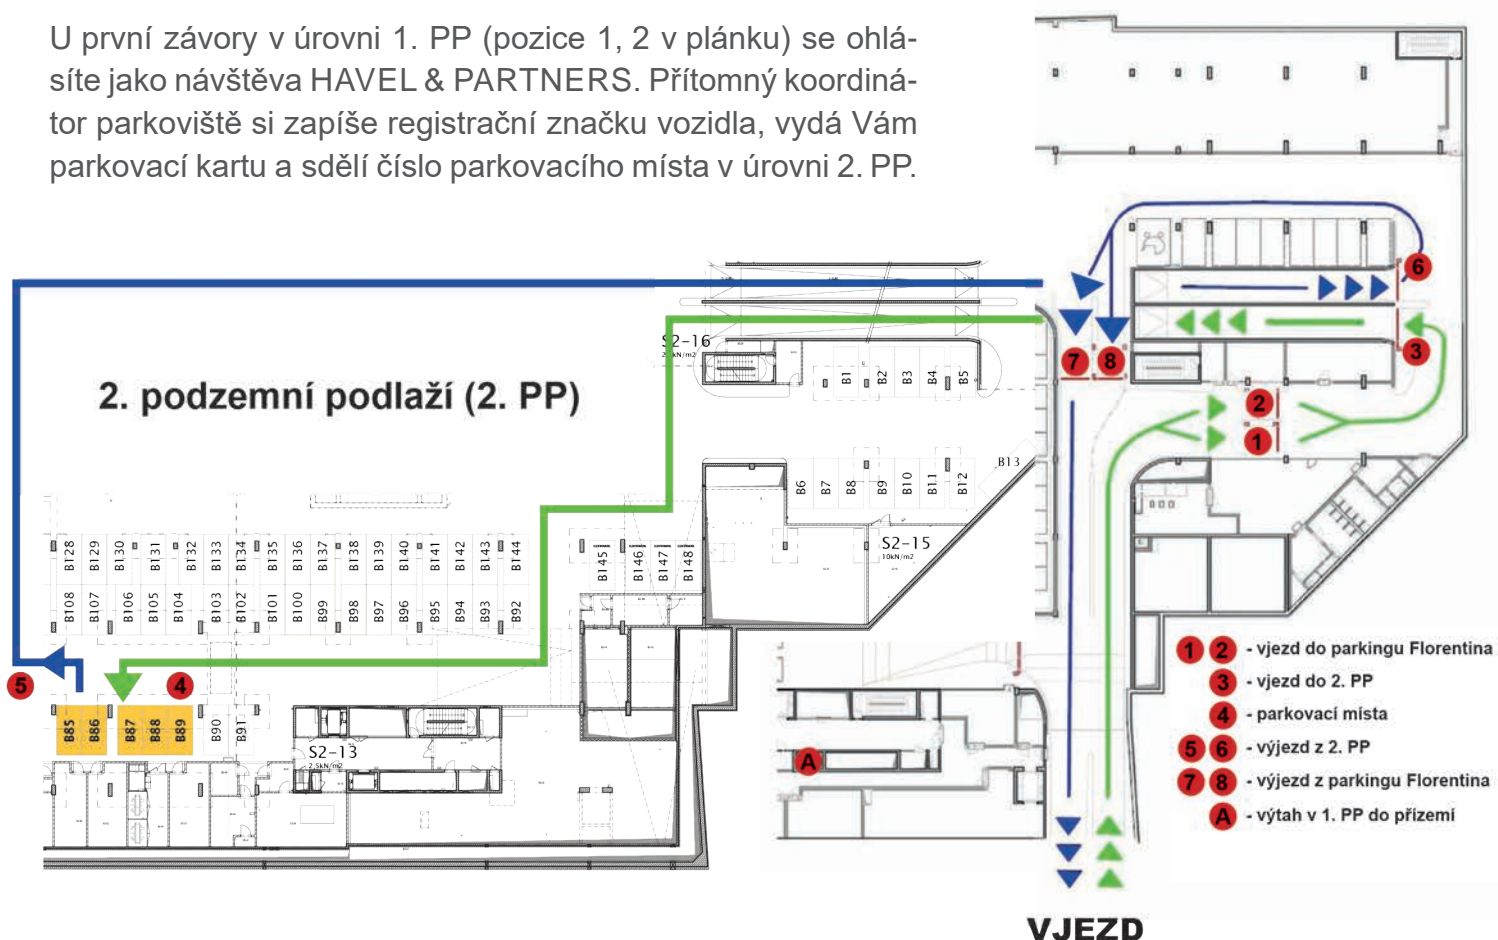 U první závory v úrovni 1. PP (pozice 1, 2 v plánku) se ohlá-
síte jako návštěva HAVEL & PARTNERS. Přítomný koordiná-
tor parkoviště si zapíše registrační značku vozidla, vydá Vám
parkovací kartu a sdělí číslo parkovacího místa v úrovni 2. PP.
6
S2-16
3
7 8
2. podzemní podlaží (2. PP)
B1 B2 B3 B4 B5
2
1
B13
B6 B7 B8 B9 B10 B11 B12
S2-15
10kN/m2
B128 B129 B130 B131 B132 B133 B134 B135 B136 B137 B138 B139 B140 B141 B142 B143 B144
B145 B146 B147 B148
B108 B107 B106 B105 B104 B103 B102 B101 B100 B99 B98 B97 B96 B95 B94 B93 B92
5 4
B85 B86 B87 B88 B89 B90 B91
S2-13
2,5kN/m2
A
1 2 - vjezd do parkingu Florentina
3 - vjezd do 2. PP
4 - parkovací místa
5 6 - výjezd z 2. PP
7 8 - výjezd z parkingu Florentina
A - výtah v 1. PP do přízemí
VJEZD